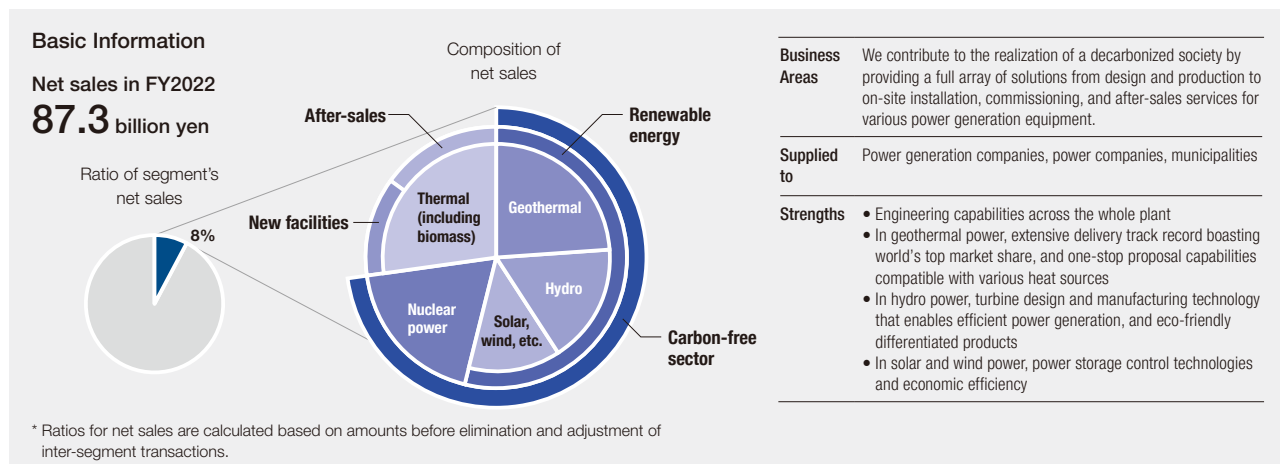 Basic Information
Net sales in FY2022
87.3 billion yen
Ratio of segment's
net sales
8%
Composition of
net sales
After-sales
New facilities
Renewable
energy
Carbon-free
sector
Thermal
(including
biomass)
Geothermal
Hydro
Solar,
wind, etc.
Nuclear
power
* Ratios for net sales are calculated based on amounts before elimination and adjustment of
inter-segment transactions.
Business
Areas
We contribute to the realization of a decarbonized society by
providing a full array of solutions from design and production to
on-site installation, commissioning, and after-sales services for
various power generation equipment.
Supplied
to
Power generation companies, power companies, municipalities
Strengths
• Engineering capabilities across the whole plant
• In geothermal power, extensive delivery track record boasting
world's top market share, and one-stop proposal capabilities
compatible with various heat sources
• In hydro power, turbine design and manufacturing technology
that enables efficient power generation, and eco-friendly
differentiated products
• In solar and wind power, power storage control technologies
and economic efficiency